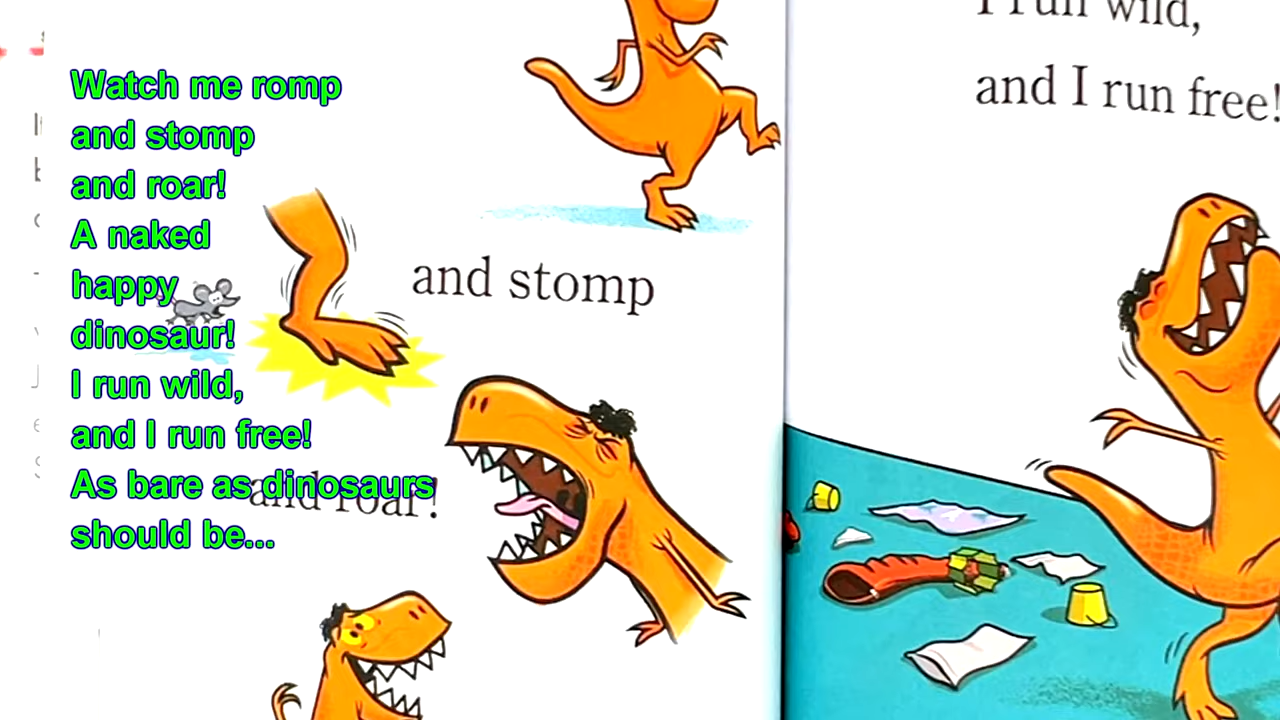 Watch me romp
and stomp
and roar!
A naked
happy
dinosaur!
I run wild,
and I run free!
As bare as dinosaurs
should be...
and stomp
and roar!
I run wild,
and I run free!